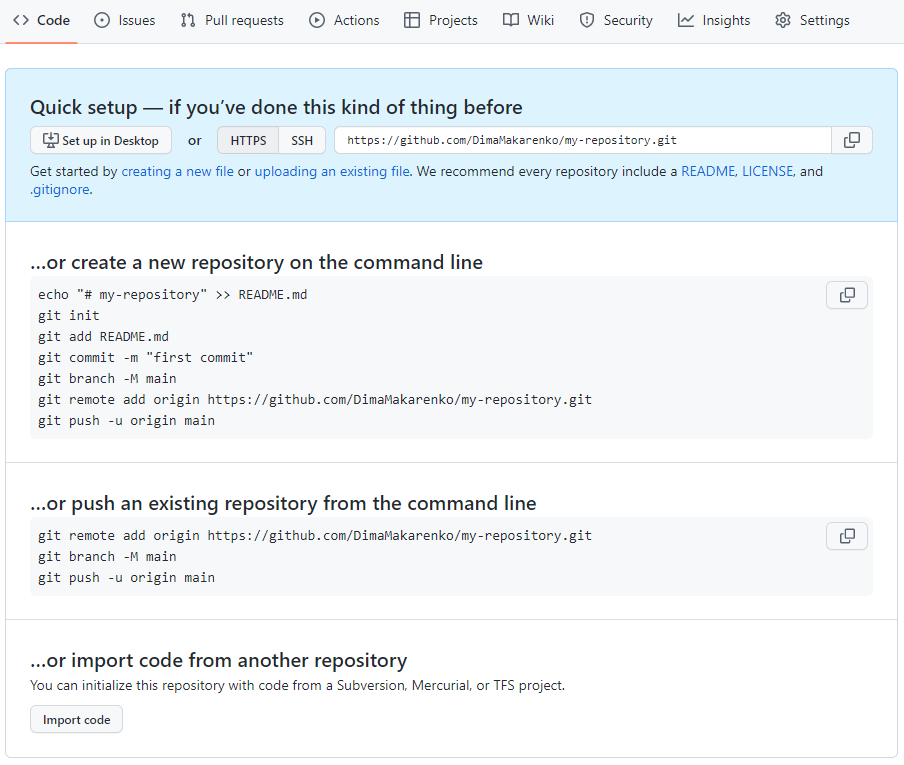 Code Issues Pull requests Actions Projects Wiki Security Insights Settings
Quick setup — if you’ve done this kind of thing before
Set up in Desktop or HTTPS SSH https://github.com/DimaMakarenko/my-repository.git
Get started by creating a new file or uploading an existing file. We recommend every repository include a README, LICENSE, and
.gitignore.
…or create a new repository on the command line
echo "# my-repository" >> README.md
git init
git add README.md
git commit -m "first commit"
git branch -M main
git remote add origin https://github.com/DimaMakarenko/my-repository.git
git push -u origin main
…or push an existing repository from the command line
git remote add origin https://github.com/DimaMakarenko/my-repository.git
git branch -M main
git push -u origin main
…or import code from another repository
You can initialize this repository with code from a Subversion, Mercurial, or TFS project.
Import code